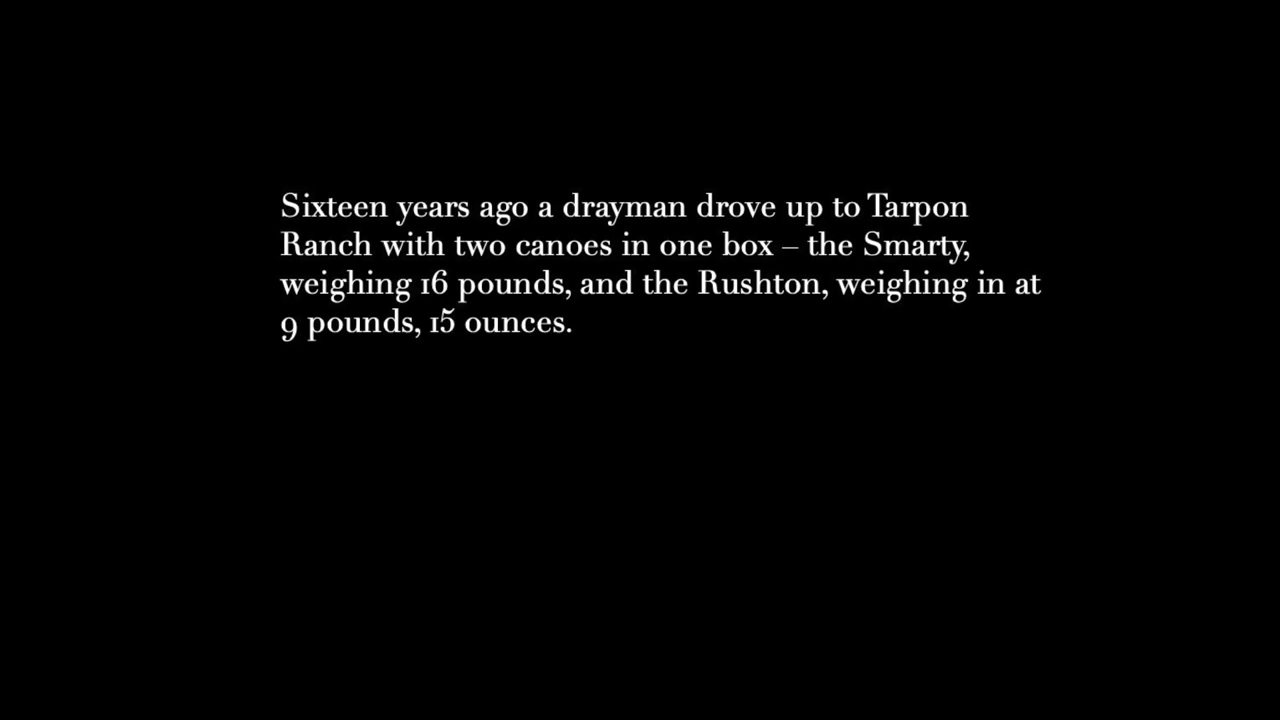 Sixteen years ago a drayman drove up to Tarpon
Ranch with two canoes in one box – the Smarty,
weighing 16 pounds, and the Rushton, weighing in at
9 pounds, 15 ounces.